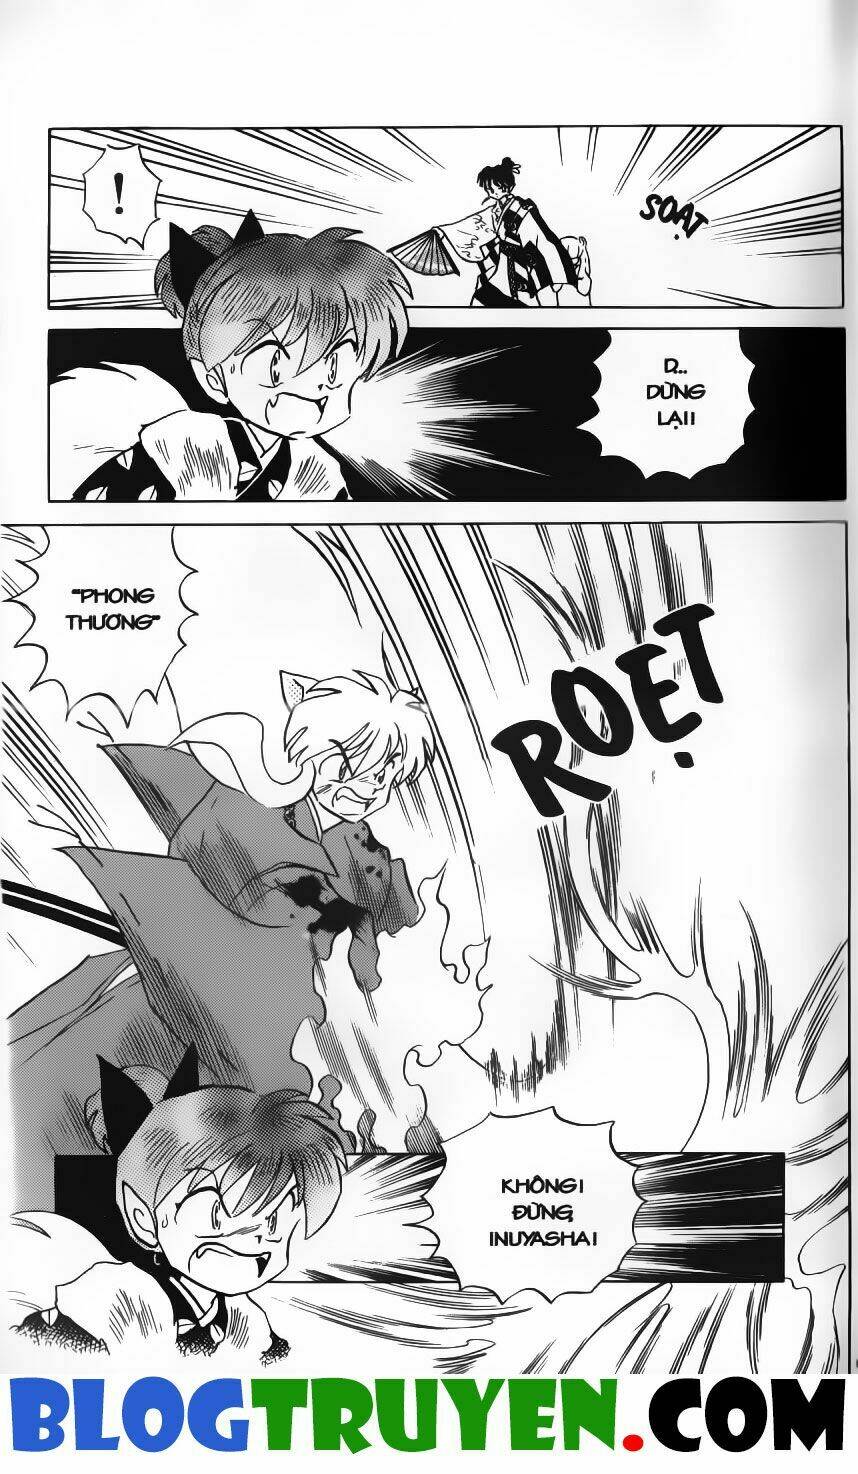 !
SOẠT
D...
DỪNG
LẠI!
"PHONG
THƯƠNG"
ROẸT
KHÔNG!
ĐỪNG,
INUYASHA!
BLOGTRUYEN.COM